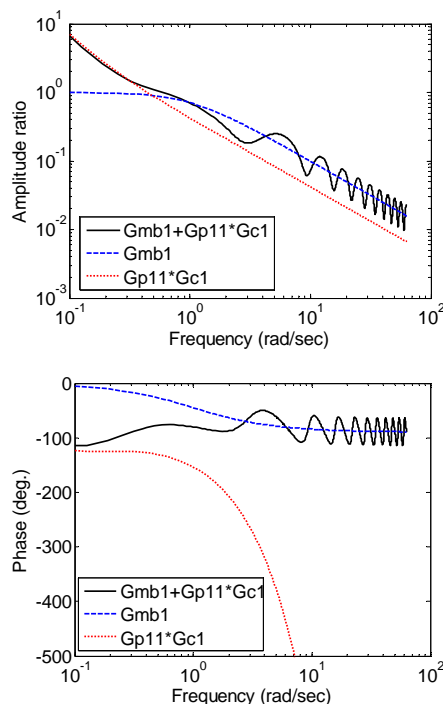 10^1
10^0
10^-1
10^-2
10^-3
Amplitude ratio
Gmb1+Gp11*Gc1
Gmb1
Gp11*Gc1
10^-1 10^0 10^1 10^2
Frequency (rad/sec)
0
-100
-200
-300
-400
-500
Phase (deg.)
Gmb1+Gp11*Gc1
Gmb1
Gp11*Gc1
10^-1 10^0 10^1 10^2
Frequency (rad/sec)